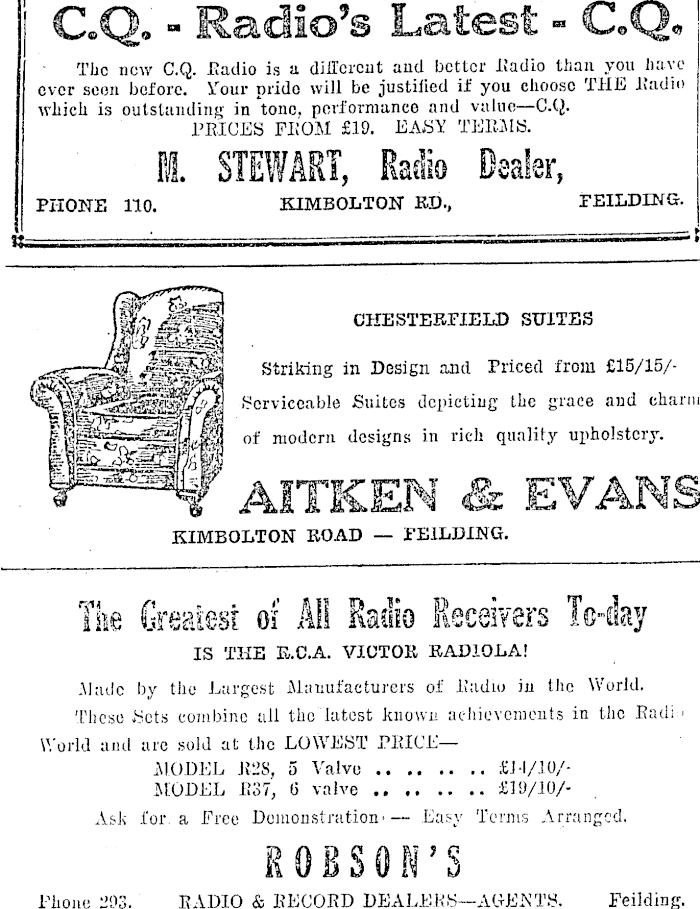 C.Q. - Radio's Latest - C.Q.
The new C.Q. Radio is a different and better Radio than you have
ever seen before. Your pride will be justified if you choose THE Radio
which is outstanding in tone, performance and value—C.Q.
PRICES FROM £19. EASY TERMS.
M. STEWART, Radio Dealer,
PHONE 110. KIMBOLTON RD., FEILDING.
CHESTERFIELD SUITES
Striking in Design and Priced from £15/15/-
Serviceable Suites depicting the grace and charm
of modern designs in rich quality upholstery.
AITKEN & EVANS
KIMBOLTON ROAD — FEILDING.
The Greatest of All Radio Receivers To-day
IS THE R.C.A. VICTOR RADIOLA!
Made by the Largest Manufacturers of Radio in the World.
These Sets combine all the latest known achievements in the Radio
World and are sold at the LOWEST PRICE—
MODEL R28, 5 Valve .. .. .. .. £14/10/-
MODEL R37, 6 valve .. .. .. .. £19/10/-
Ask for a Free Demonstration — Easy Terms Arranged.
ROBSON'S
Phone 293. RADIO & RECORD DEALERS—AGENTS. Feilding.